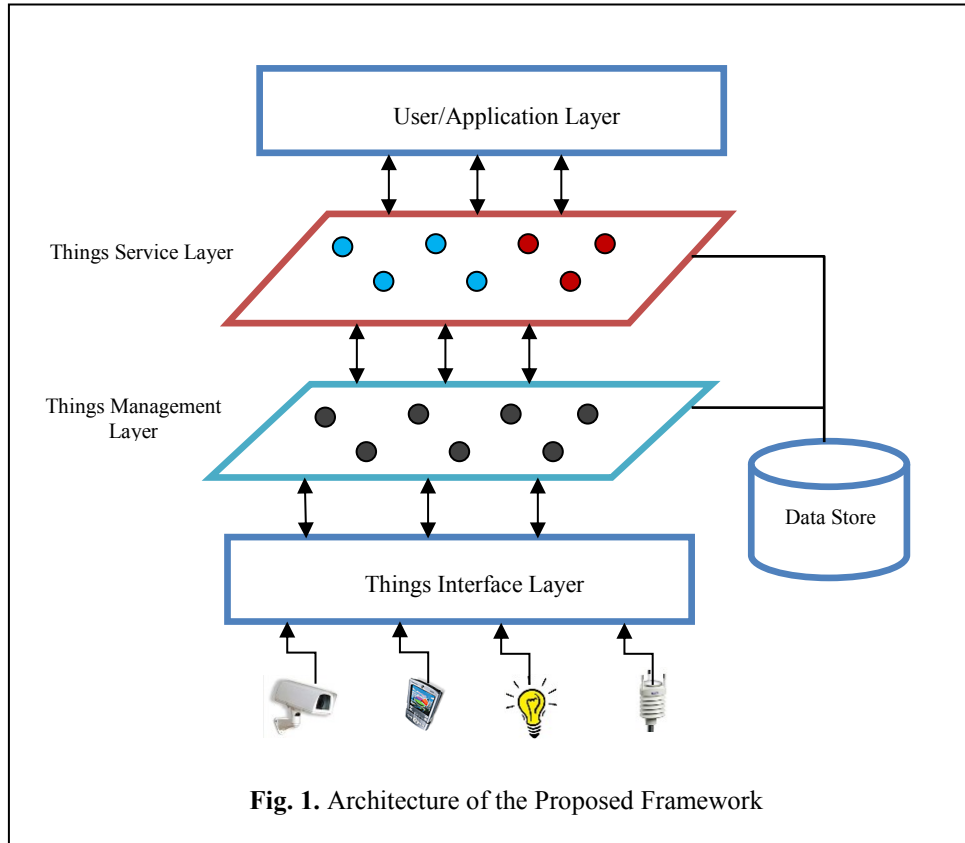 User/Application Layer
Things Service Layer
Things Management
Layer
Data Store
Things Interface Layer
Fig. 1. Architecture of the Proposed Framework